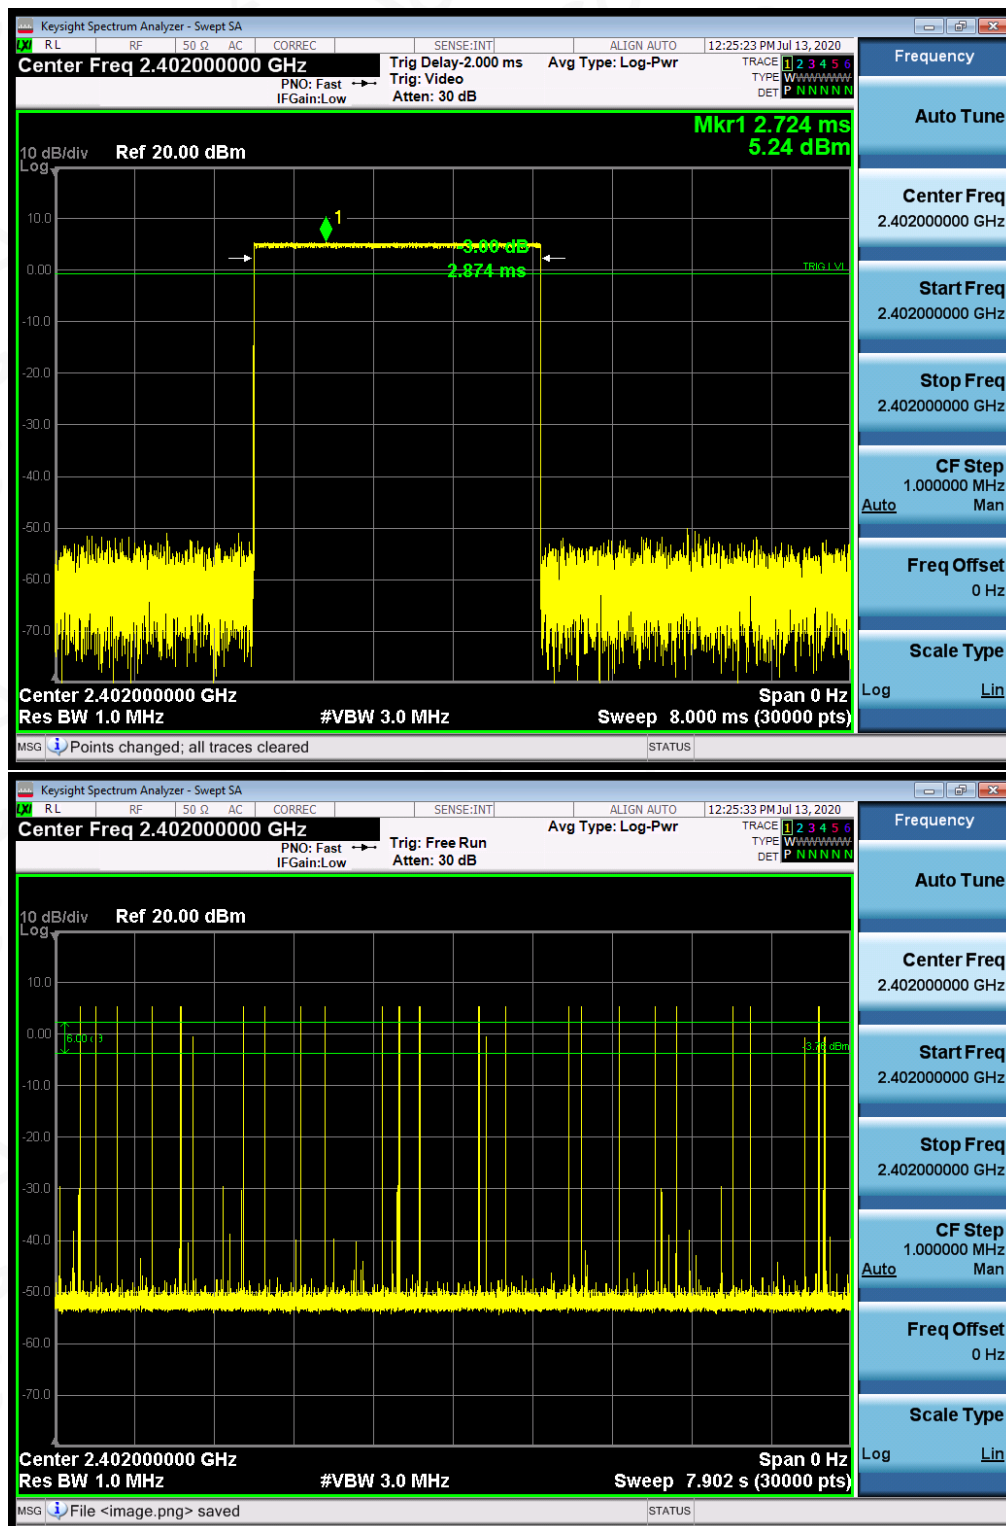 Keysight Spectrum Analyzer - Swept SA
LXI RL RF 50 Ω AC CORREC SENSE:INT ALIGN AUTO 12:25:23 PM Jul 13, 2020
Center Freq 2.402000000 GHz Trig Delay-2.000 ms Avg Type: Log-Pwr TRACE 1 2 3 4 5 6
PNO: Fast Trig: Video TYPE WWWWWW
IFGain:Low Atten: 30 dB DET P N N N N N
Mkr1 2.724 ms
5.24 dBm
10 dB/div Ref 20.00 dBm
Log
10.0
1
-3.00 dB
0.00
TRIG LVL
2.874 ms
-10.0
-20.0
-30.0
-40.0
-50.0
-60.0
-70.0
Center 2.402000000 GHz Span 0 Hz
Res BW 1.0 MHz #VBW 3.0 MHz Sweep 8.000 ms (30000 pts)
MSG Points changed; all traces cleared STATUS
Frequency
Auto Tune
Center Freq
2.402000000 GHz
Start Freq
2.402000000 GHz
Stop Freq
2.402000000 GHz
CF Step
1.000000 MHz
Auto Man
Freq Offset
0 Hz
Scale Type
Log Lin
Keysight Spectrum Analyzer - Swept SA
LXI RL RF 50 Ω AC CORREC SENSE:INT ALIGN AUTO 12:25:33 PM Jul 13, 2020
Center Freq 2.402000000 GHz Avg Type: Log-Pwr TRACE 1 2 3 4 5 6
PNO: Fast Trig: Free Run TYPE WWWWWW
IFGain:Low Atten: 30 dB DET P N N N N N
10 dB/div Ref 20.00 dBm
Log
10.0
0.00
6.00
dBm
-10.0
-20.0
-30.0
-40.0
-50.0
-60.0
-70.0
Center 2.402000000 GHz Span 0 Hz
Res BW 1.0 MHz #VBW 3.0 MHz Sweep 7.902 s (30000 pts)
MSG File <image.png> saved STATUS
Frequency
Auto Tune
Center Freq
2.402000000 GHz
Start Freq
2.402000000 GHz
Stop Freq
2.402000000 GHz
CF Step
1.000000 MHz
Auto Man
Freq Offset
0 Hz
Scale Type
Log Lin